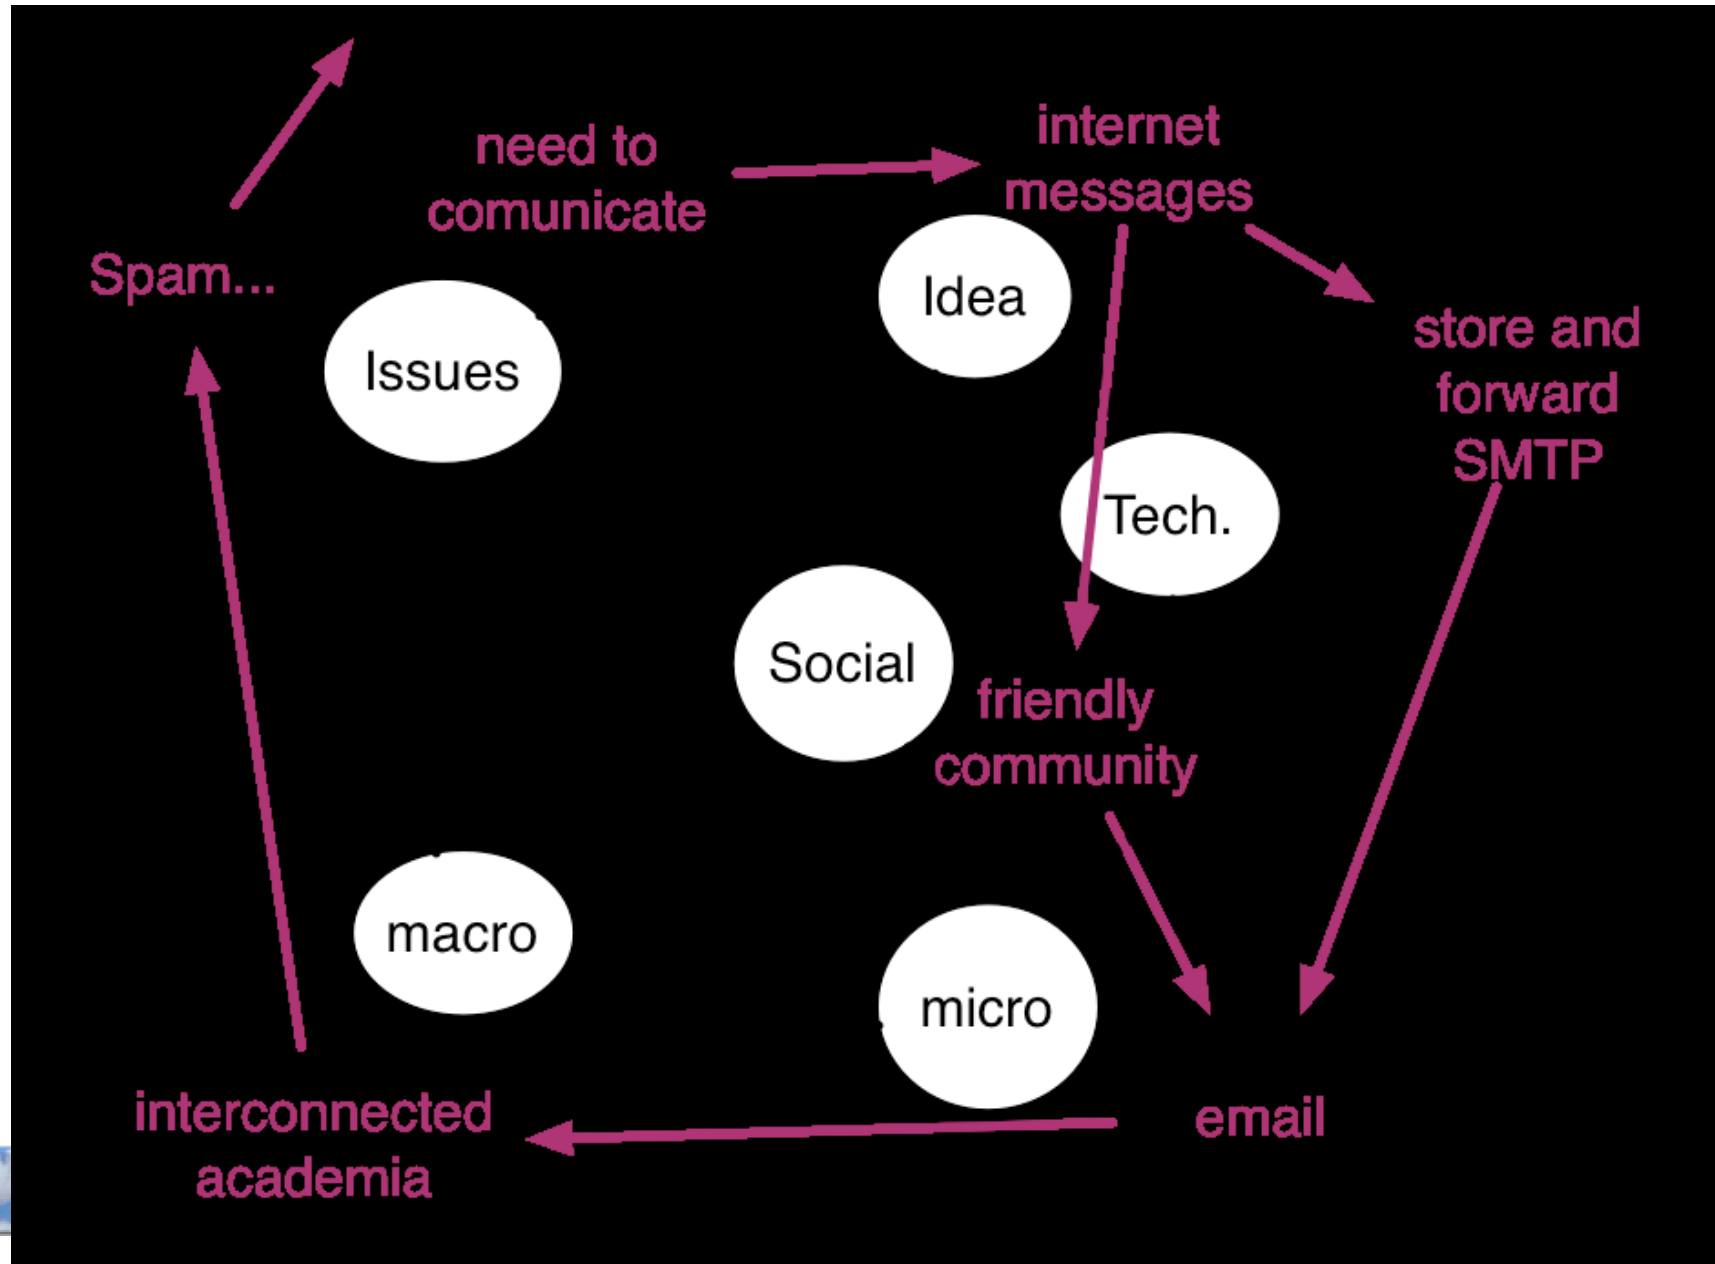 need to
comunicate
internet
messages
Spam...
Issues
Idea
store and
forward
SMTP
Tech.
Social
friendly
community
macro
micro
interconnected
academia
email